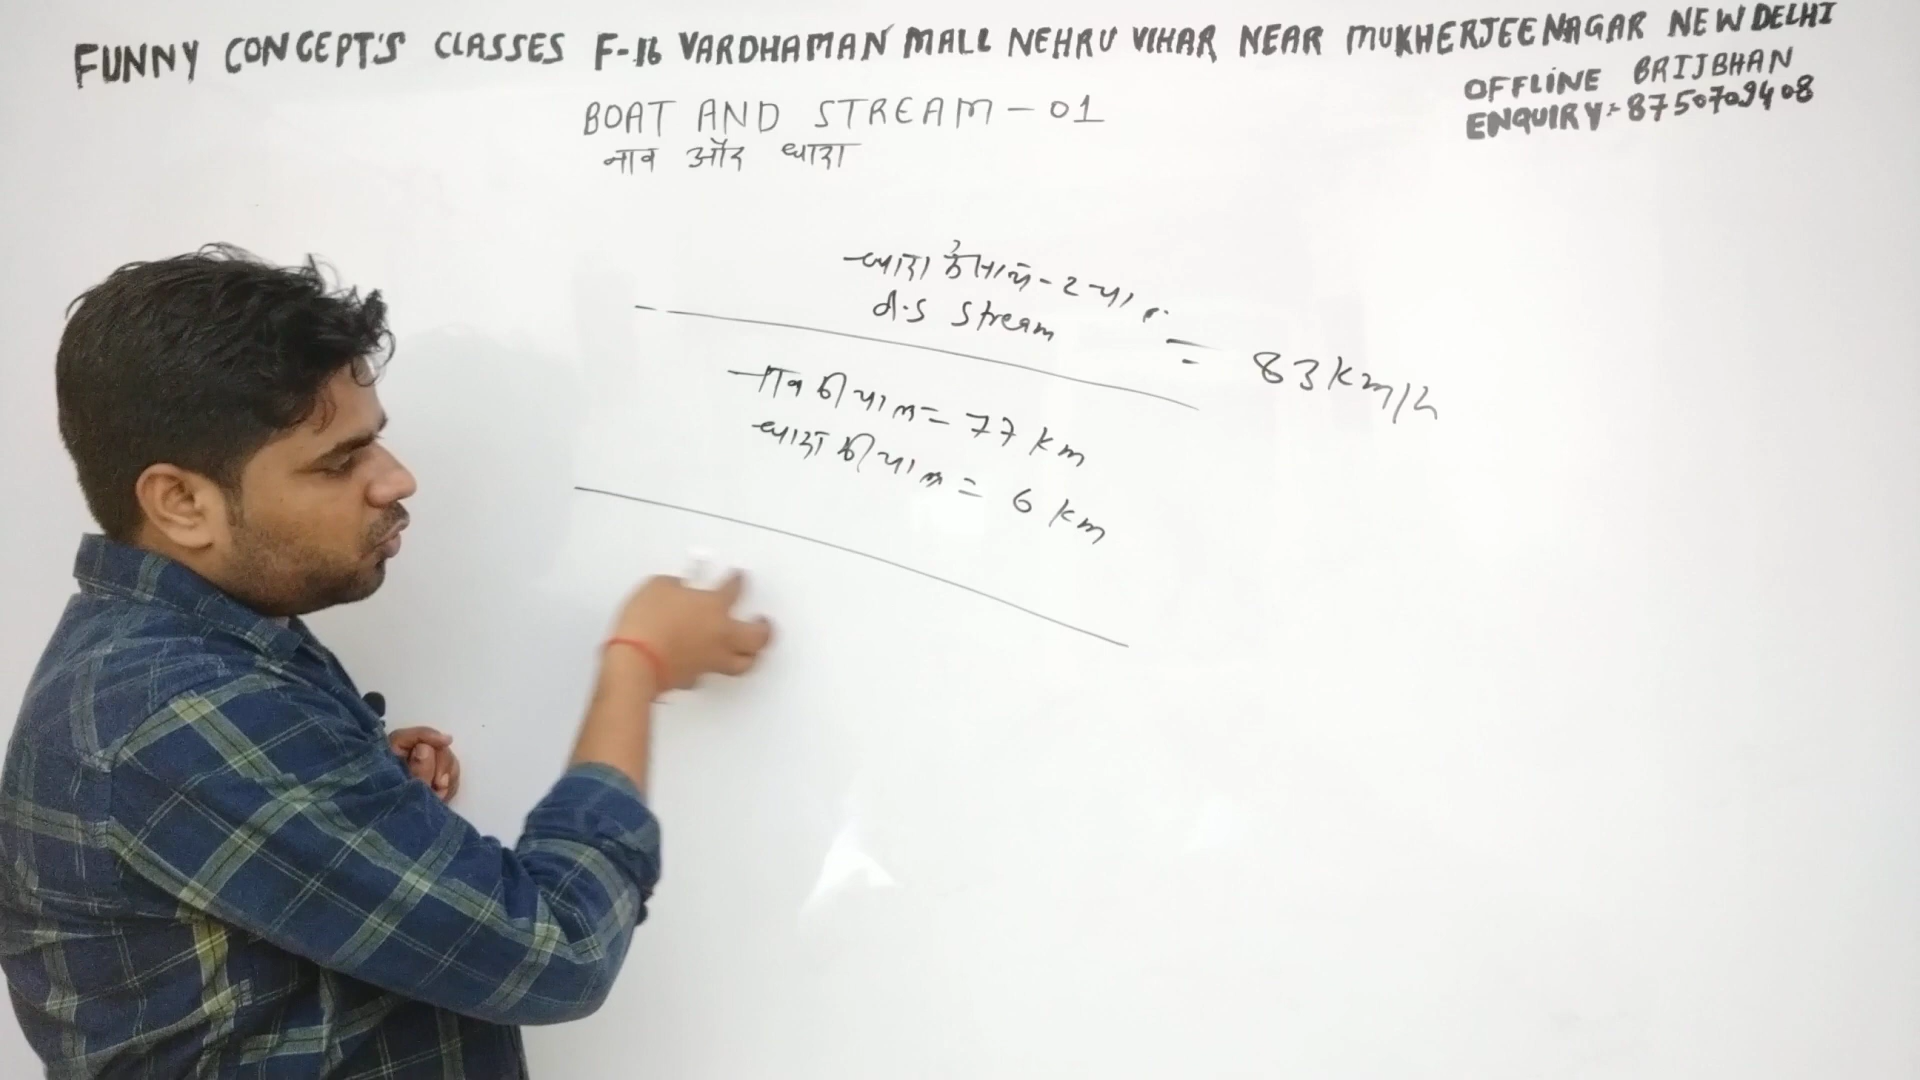 FUNNY CONCEPT'S CLASSES F-16 VARDHAMAN MALL NEHRU VIHAR NEAR MUKHERJEE NAGAR NEW DELHI
OFFLINE BRIJBHAN
ENQUIRY:- 8750709408
BOAT AND STREAM - 01
नाव और धारा
धारा के साथ - 2
d.s stream
= 83 km/h
नाव की चाल = 77 km
धारा की चाल = 6 km